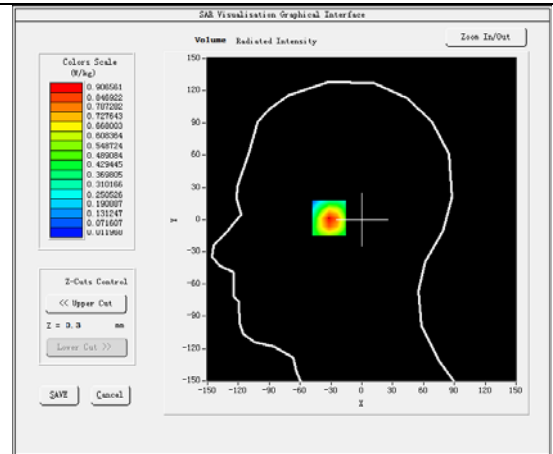 SAR Visualisation Graphical Interface
Volume Radiated Intensity
Zoom In/Out
Colors Scale
(W/kg)
0.906561
0.846922
0.787282
0.727643
0.668003
0.608364
0.548724
0.489084
0.429445
0.369805
0.310166
0.250526
0.190887
0.131247
0.071607
0.011968
150
120
90
60
30
0
-30
-60
-90
-120
-150
Y
-150 -120 -90 -60 -30 0 30 60 90 120 150
X
Z-Cuts Control
<< Upper Cut
Z = 3.3 mm
Lower Cut >>
SAVE Cancel